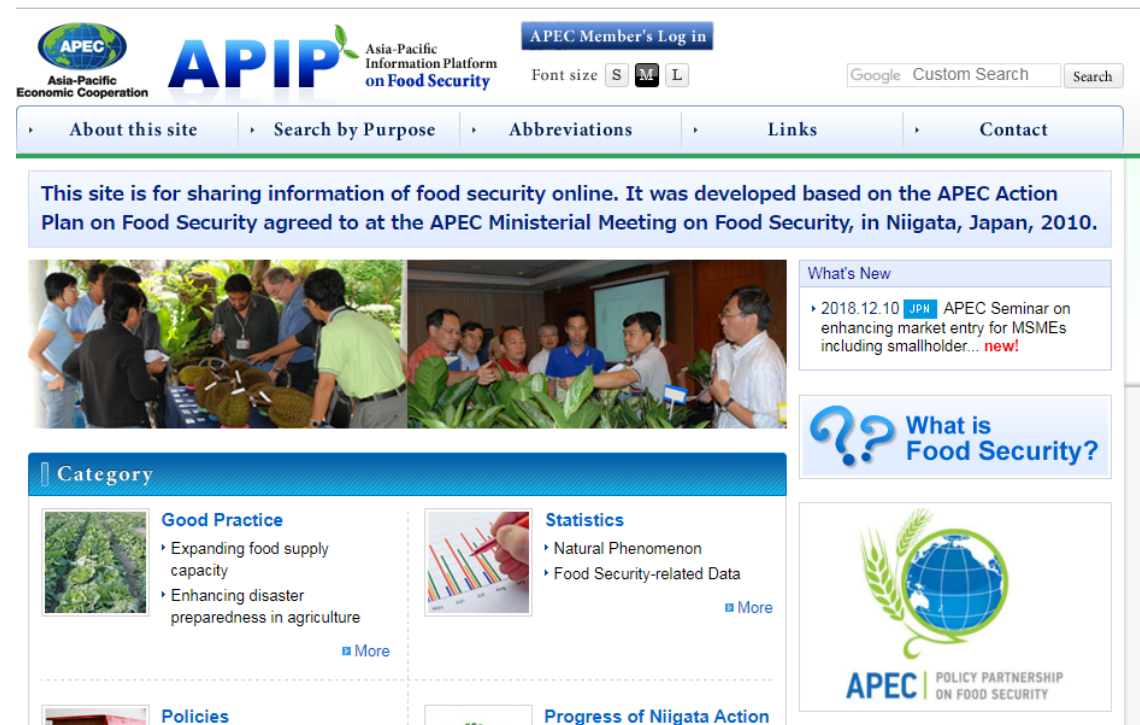 APEC
Asia-Pacific
Economic Cooperation
APIP
Asia-Pacific
Information Platform
on Food Security
APEC Member's Log in
Font size S M L
Google Custom Search Search
About this site
Search by Purpose
Abbreviations
Links
Contact
This site is for sharing information of food security online. It was developed based on the APEC Action
Plan on Food Security agreed to at the APEC Ministerial Meeting on Food Security, in Niigata, Japan, 2010.
What's New
2018.12.10 JPN APEC Seminar on
enhancing market entry for MSMEs
including smallholder... new!
?? What is
Food Security?
Category
Good Practice
Expanding food supply
capacity
Enhancing disaster
preparedness in agriculture
More
Statistics
Natural Phenomenon
Food Security-related Data
More
APEC POLICY PARTNERSHIP
ON FOOD SECURITY
Policies
Progress of Niigata Action